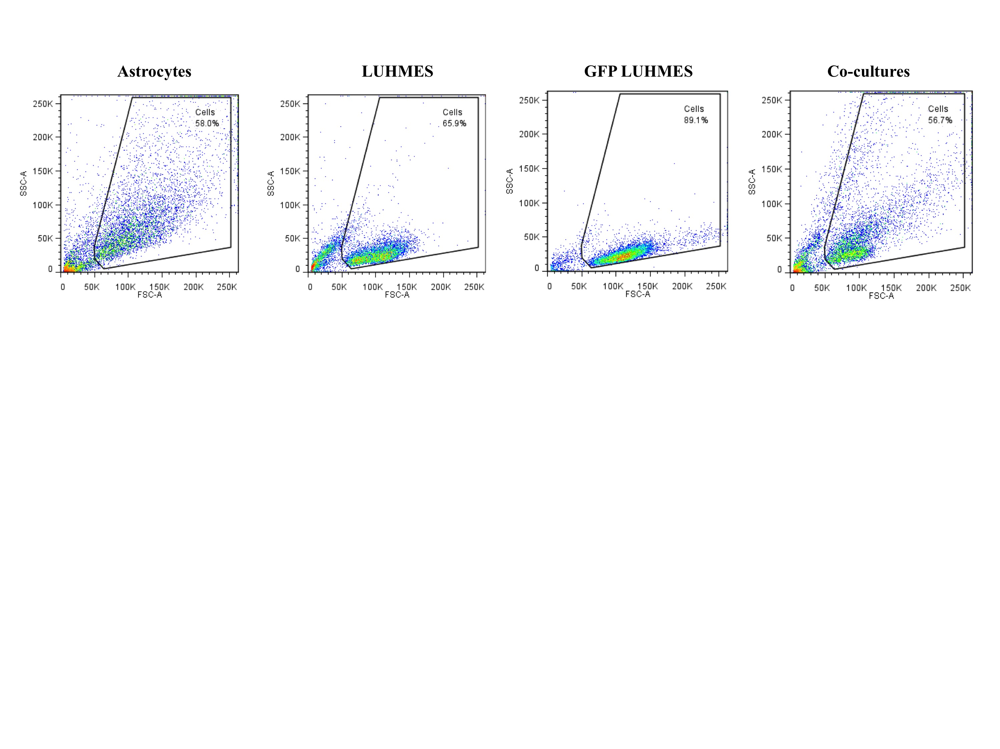 Astrocytes
LUHMES
GFP LUHMES
Co-cultures
250K
200K
150K
100K
50K
0
SSC-A
Cells
58.0%
0 50K 100K 150K 200K 250K
FSC-A
250K
200K
150K
100K
50K
0
SSC-A
Cells
65.9%
0 50K 100K 150K 200K 250K
FSC-A
250K
200K
150K
100K
50K
0
SSC-A
Cells
89.1%
0 50K 100K 150K 200K 250K
FSC-A
250K
200K
150K
100K
50K
0
SSC-A
Cells
56.7%
0 50K 100K 150K 200K 250K
FSC-A